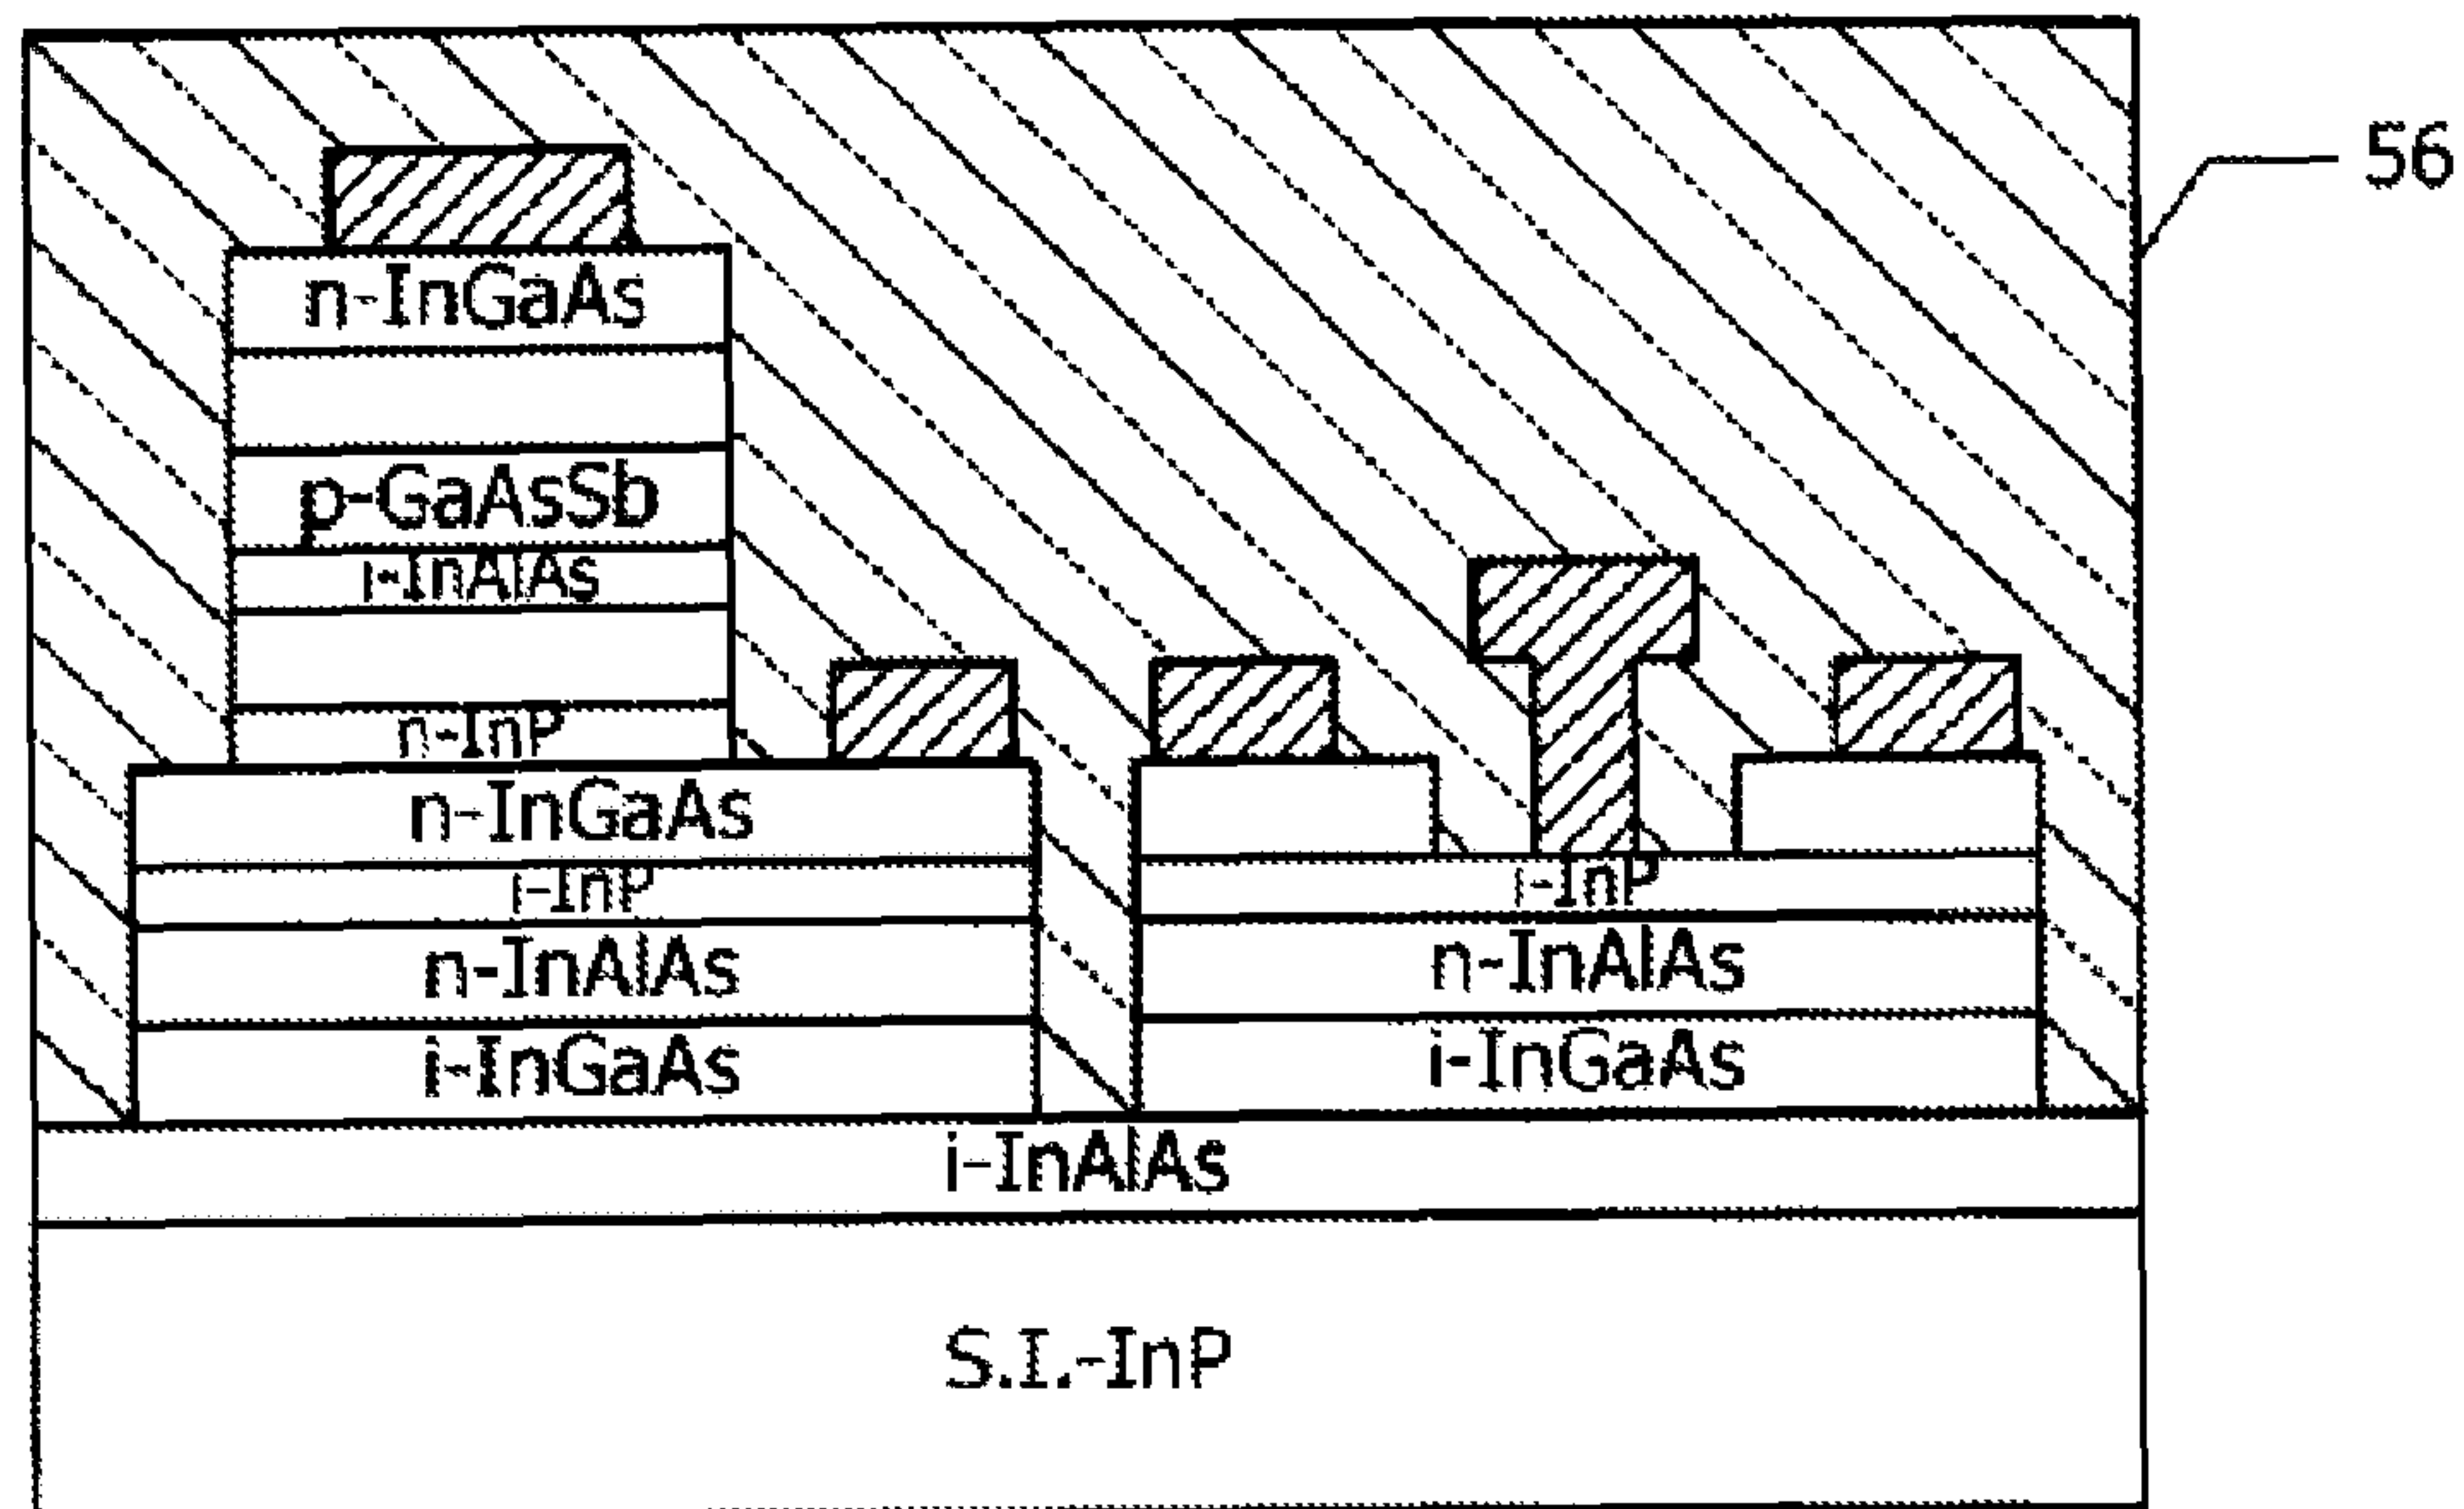 56
n-InGaAs
p-GaAsSb
i-InAlAs
n-InP
n-InGaAs
i-InP
i-InP
n-InAlAs
n-InAlAs
i-InGaAs
i-InGaAs
i-InAlAs
S.I.-InP